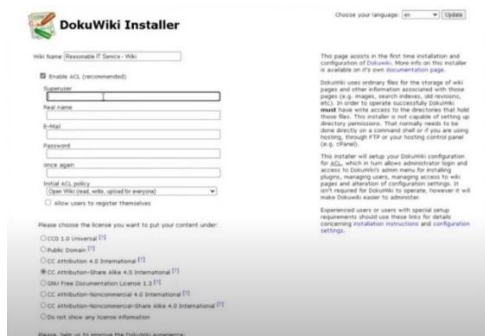 DokuWiki Installer
Choose your language: en Update
Wiki Name Reasonable IT Service - Wiki
Enable ACL (recommended)
Superuser
Real name
E-Mail
Password
once again
Initial ACL policy
Open Wiki (read, write, upload for everyone)
Allow users to register themselves
Please choose the license you want to put your content under:
CC0 1.0 Universal [?]
Public Domain [?]
CC Attribution 4.0 International [?]
CC Attribution-Share Alike 4.0 International [?]
GNU Free Documentation License 1.3 [?]
CC Attribution-Noncommercial 4.0 International [?]
CC Attribution-Noncommercial-Share Alike 4.0 International [?]
Do not show any license information
Please, help us to improve the DokuWiki experience:
This page assists in the first time installation and
configuration of Dokuwiki. More info on this installer
is available on it's own documentation page.
DokuWiki uses ordinary files for the storage of wiki
pages and other information associated with those
pages (e.g. images, search indexes, old revisions,
etc). In order to operate successfully DokuWiki
must have write access to the directories that hold
those files. This installer is not capable of setting up
directory permissions. That normally needs to be
done directly on a command shell or if you are using
hosting, through FTP or your hosting control panel
(e.g. cPanel).
This installer will setup your DokuWiki configuration
for ACL, which in turn allows administrator login and
access to DokuWiki's admin menu for installing
plugins, managing users, managing access to wiki
pages and alteration of configuration settings. It
isn't required for DokuWiki to operate, however it will
make Dokuwiki easier to administer.
Experienced users or users with special setup
requirements should use these links for details
concerning installation instructions and configuration
settings.